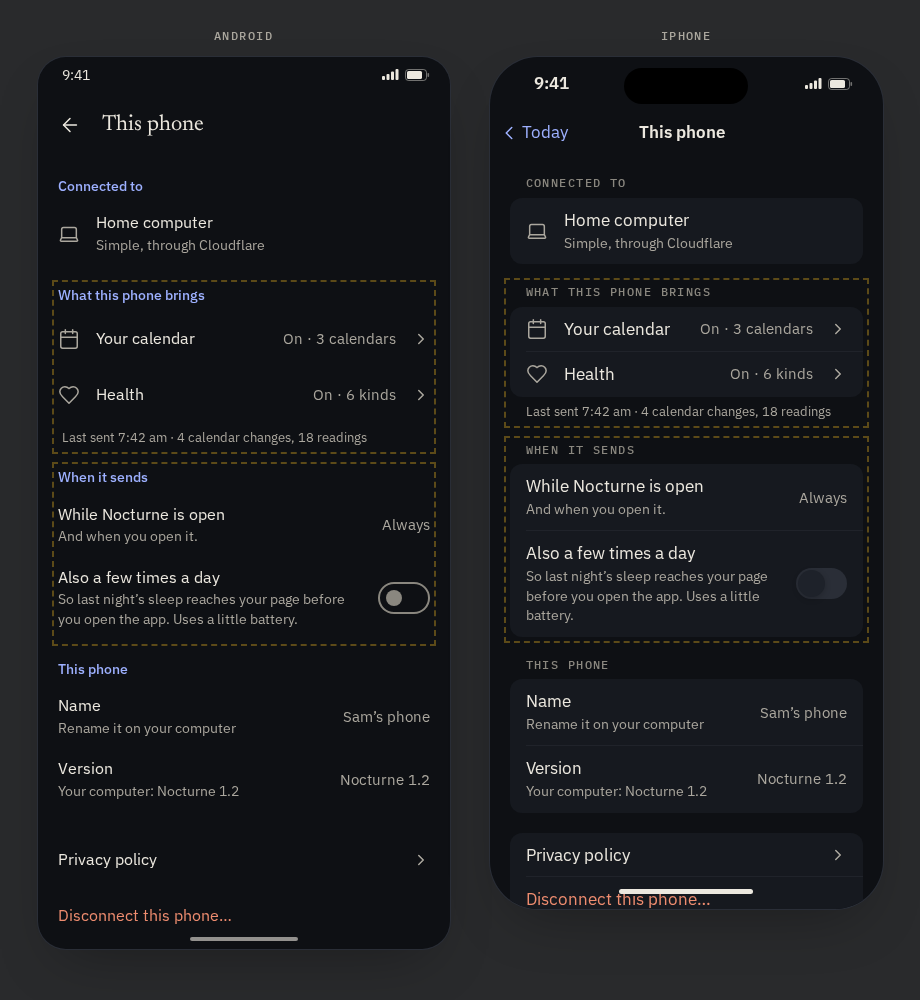 ANDROID
9:41
This phone
Connected to
Home computer
Simple, through Cloudflare
What this phone brings
Your calendar On · 3 calendars
Health On · 6 kinds
Last sent 7:42 am · 4 calendar changes, 18 readings
When it sends
While Nocturne is open
And when you open it.
Always
Also a few times a day
So last night’s sleep reaches your page before
you open the app. Uses a little battery.
This phone
Name
Rename it on your computer
Sam’s phone
Version
Your computer: Nocturne 1.2
Nocturne 1.2
Privacy policy
Disconnect this phone…
IPHONE
9:41
Today This phone
CONNECTED TO
Home computer
Simple, through Cloudflare
WHAT THIS PHONE BRINGS
Your calendar On · 3 calendars
Health On · 6 kinds
Last sent 7:42 am · 4 calendar changes, 18 readings
WHEN IT SENDS
While Nocturne is open
And when you open it.
Always
Also a few times a day
So last night’s sleep reaches your page
before you open the app. Uses a little
battery.
THIS PHONE
Name
Rename it on your computer
Sam’s phone
Version
Your computer: Nocturne 1.2
Nocturne 1.2
Privacy policy
Disconnect this phone…